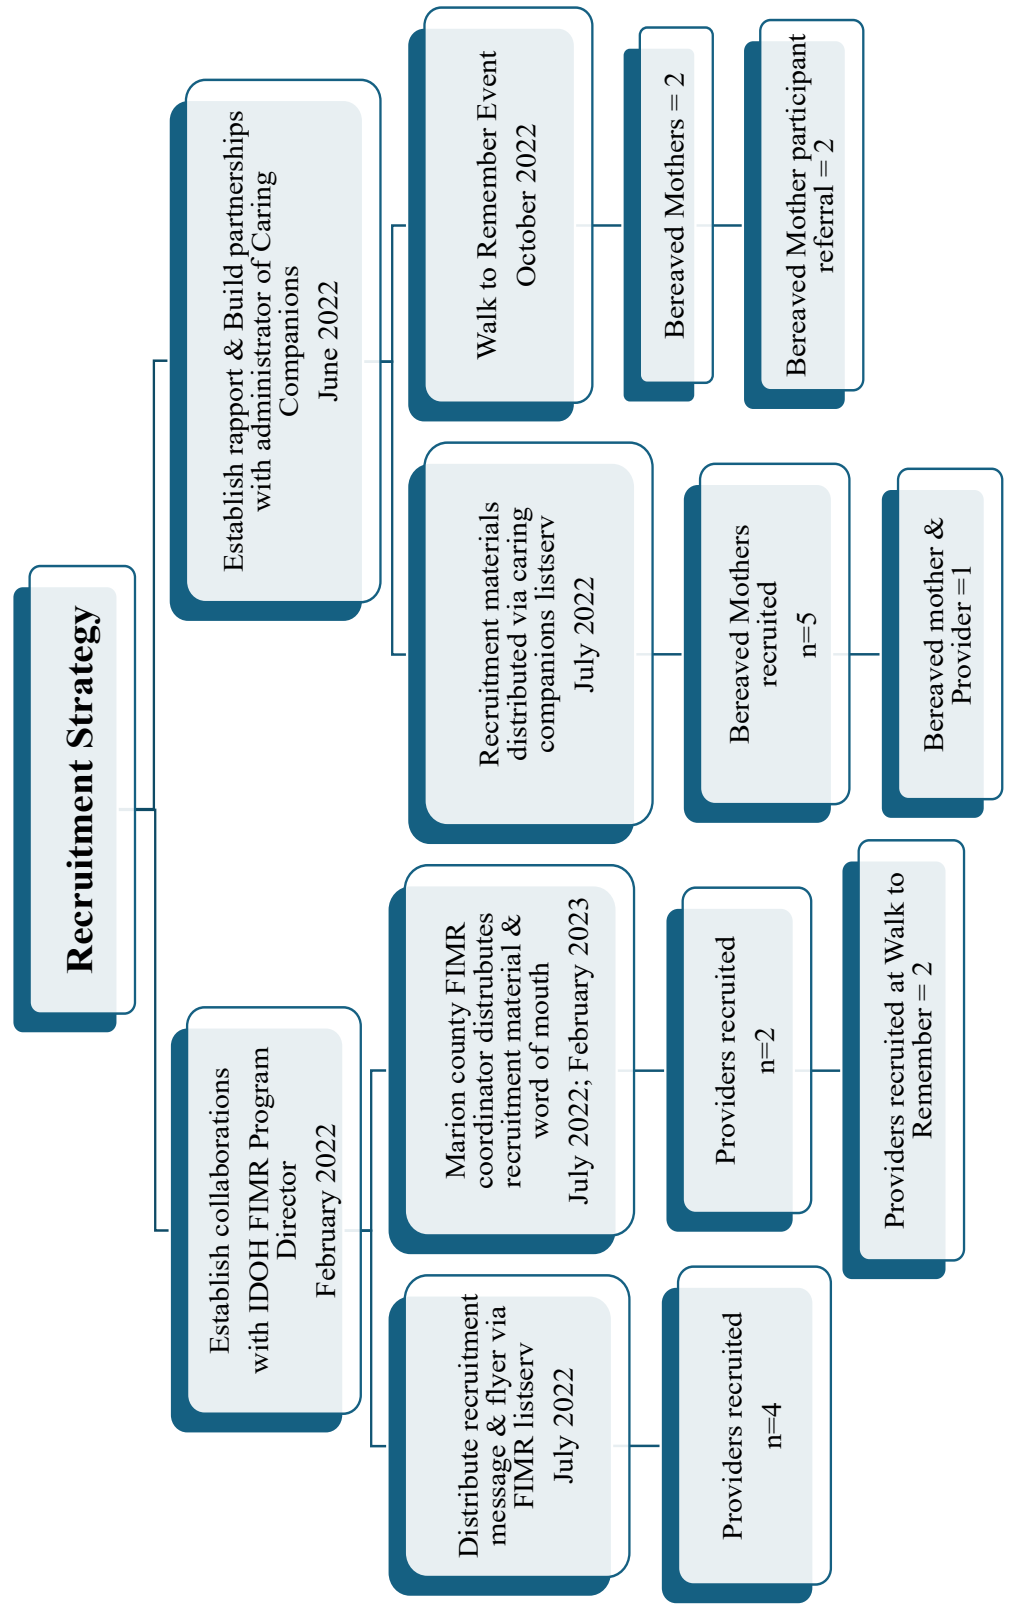 Recruitment Strategy
Establish collaborations
with IDOH FIMR Program
Director
February 2022
Distribute recruitment
message & flyer via
FIMR listserv
July 2022
Providers recruited
n=4
Marion county FIMR
coordinator distrubutes
recruitment material &
word of mouth
July 2022; February 2023
Providers recruited
n=2
Providers recruited at Walk to
Remember = 2
Establish rapport & Build partnerships
with administrator of Caring
Companions
June 2022
Recruitment materials
distributed via caring
companions listserv
July 2022
Bereaved Mothers
recruited
n=5
Bereaved mother &
Provider =1
Walk to Remember Event
October 2022
Bereaved Mothers = 2
Bereaved Mother participant
referral = 2